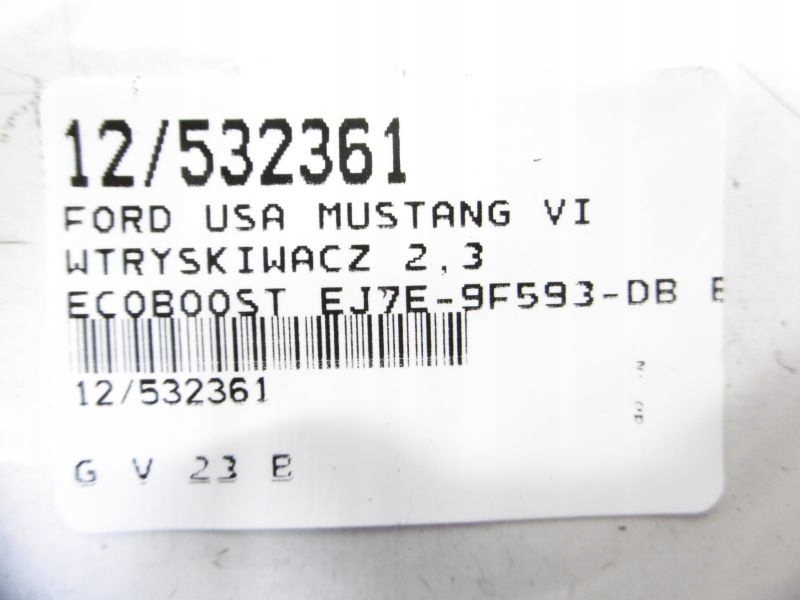 12/532361
FORD USA MUSTANG VI
WTRYSKIWACZ 2,3
ECOBOOST EJ7E-9F593-DB
12/532361
G V 23 B